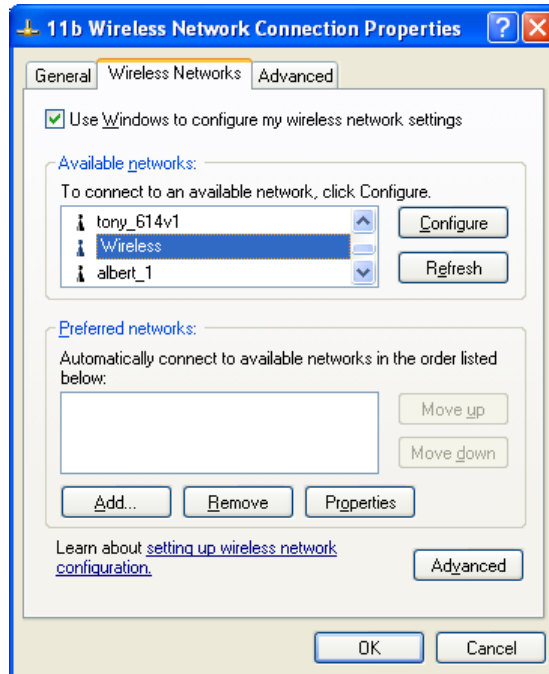 11b Wireless Network Connection Properties
General Wireless Networks Advanced
Use Windows to configure my wireless network settings
Available networks:
To connect to an available network, click Configure.
tony_614v1
Wireless
albert_1
Configure
Refresh
Preferred networks:
Automatically connect to available networks in the order listed
below:
Move up
Move down
Add... Remove Properties
Learn about setting up wireless network
configuration.
Advanced
OK Cancel